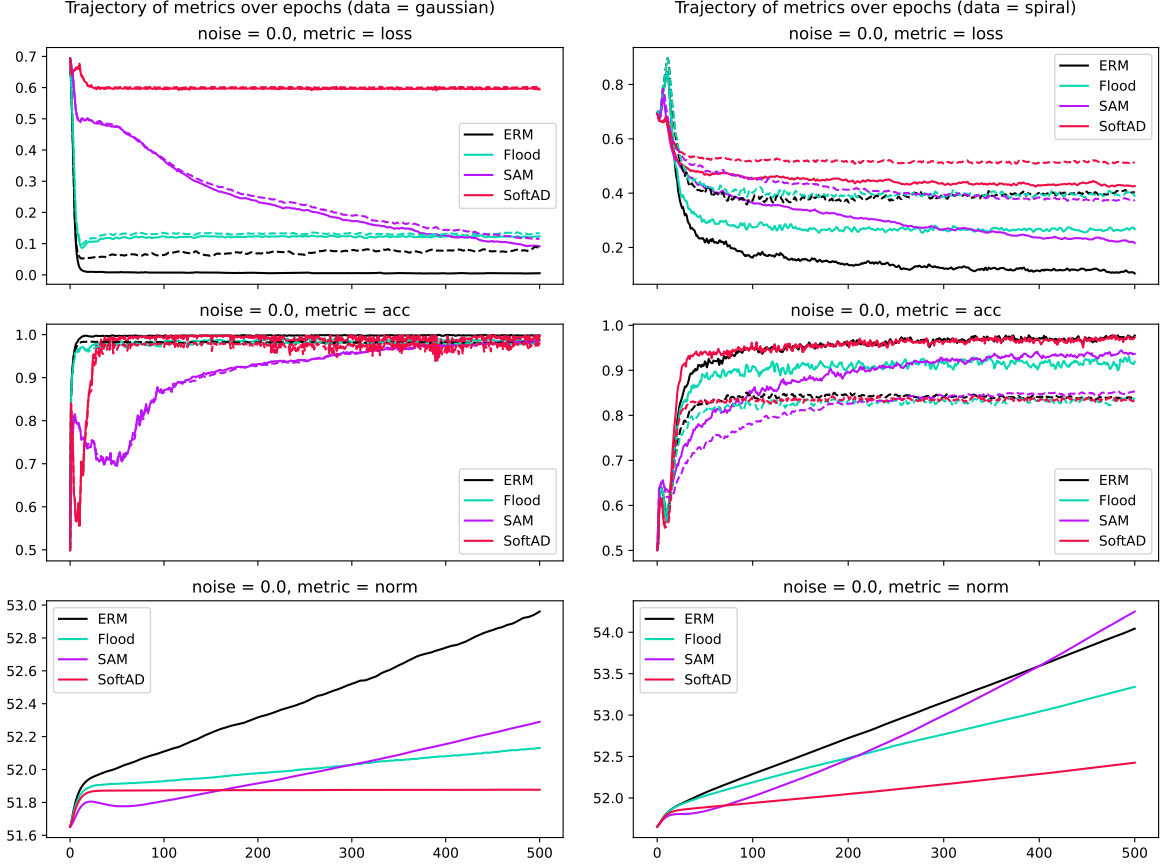 Trajectory of metrics over epochs (data = gaussian)
noise = 0.0, metric = loss
0.7
0.6
0.5
0.4
0.3
0.2
0.1
0.0
ERM
Flood
SAM
SoftAD
noise = 0.0, metric = acc
1.0
0.9
0.8
0.7
0.6
0.5
ERM
Flood
SAM
SoftAD
noise = 0.0, metric = norm
53.0
52.8
52.6
52.4
52.2
52.0
51.8
51.6
ERM
Flood
SAM
SoftAD
0 100 200 300 400 500
Trajectory of metrics over epochs (data = spiral)
noise = 0.0, metric = loss
0.8
0.6
0.4
0.2
ERM
Flood
SAM
SoftAD
noise = 0.0, metric = acc
1.0
0.9
0.8
0.7
0.6
0.5
ERM
Flood
SAM
SoftAD
noise = 0.0, metric = norm
54.0
53.5
53.0
52.5
52.0
ERM
Flood
SAM
SoftAD
0 100 200 300 400 500